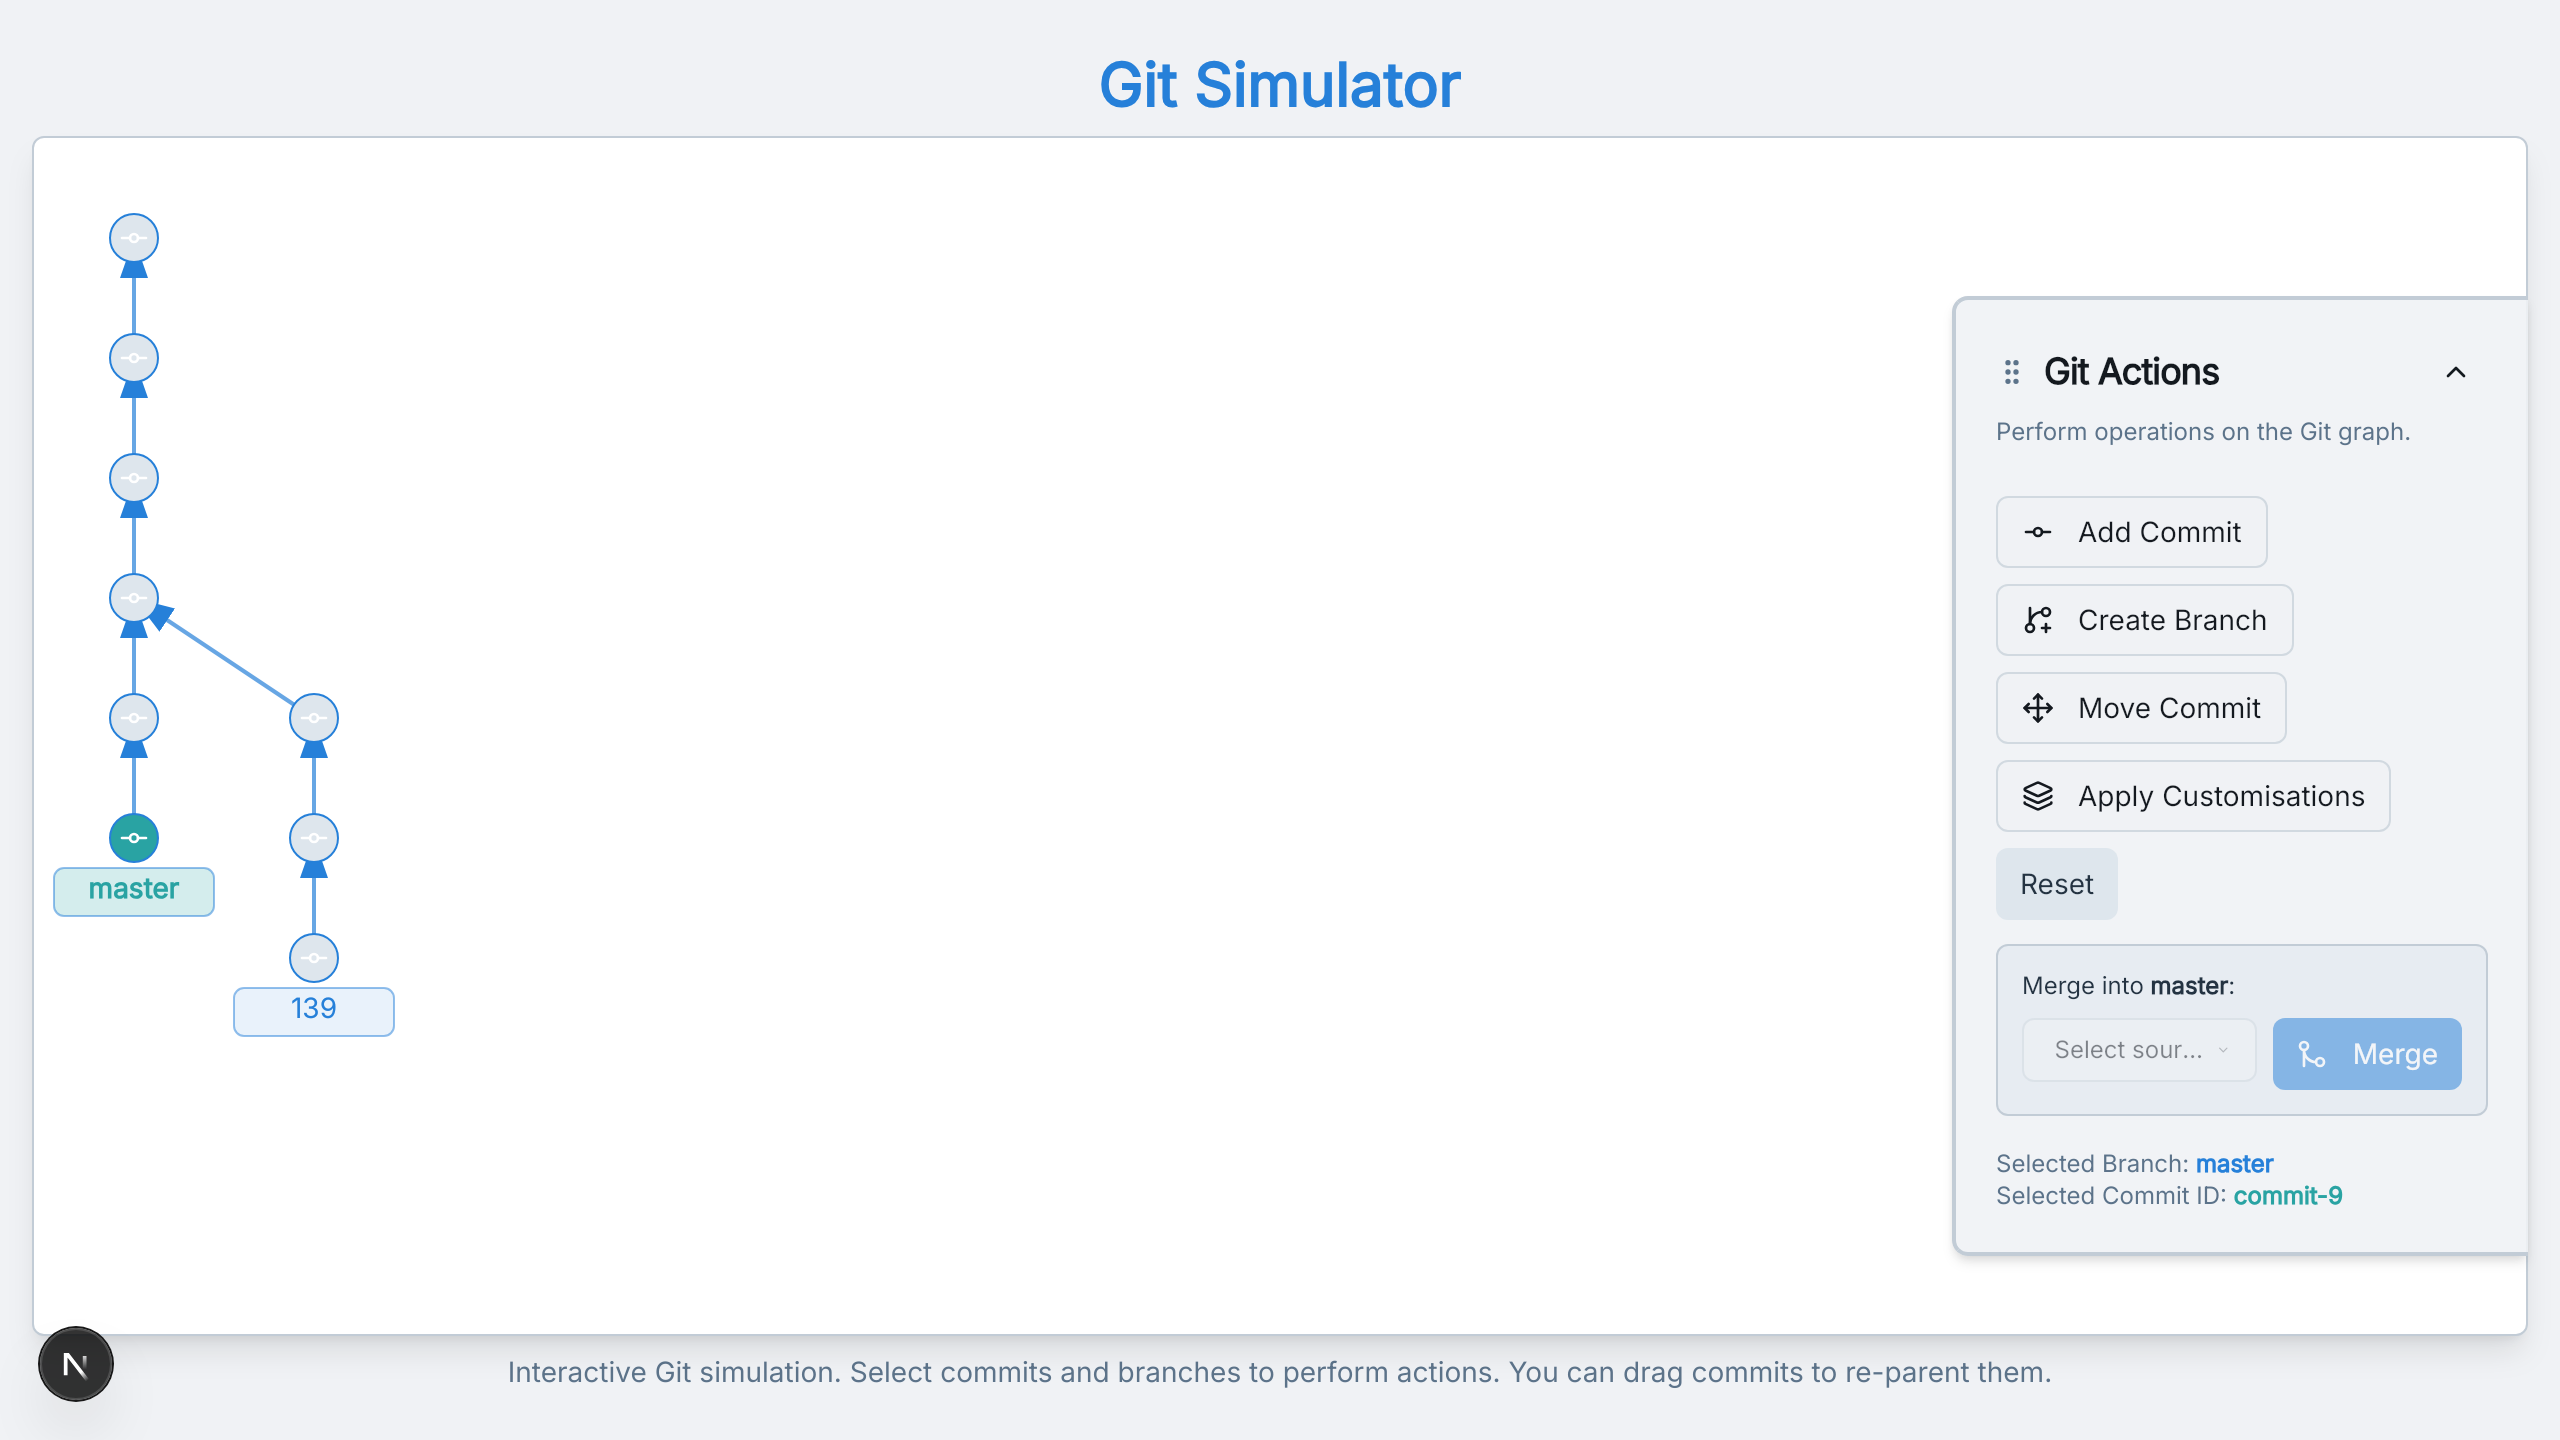 Git Simulator
master
139
Git Actions
Perform operations on the Git graph.
Add Commit
Create Branch
Move Commit
Apply Customisations
Reset
Merge into master:
Select sour...
Merge
Selected Branch: master
Selected Commit ID: commit-9
N
Interactive Git simulation. Select commits and branches to perform actions. You can drag commits to re-parent them.